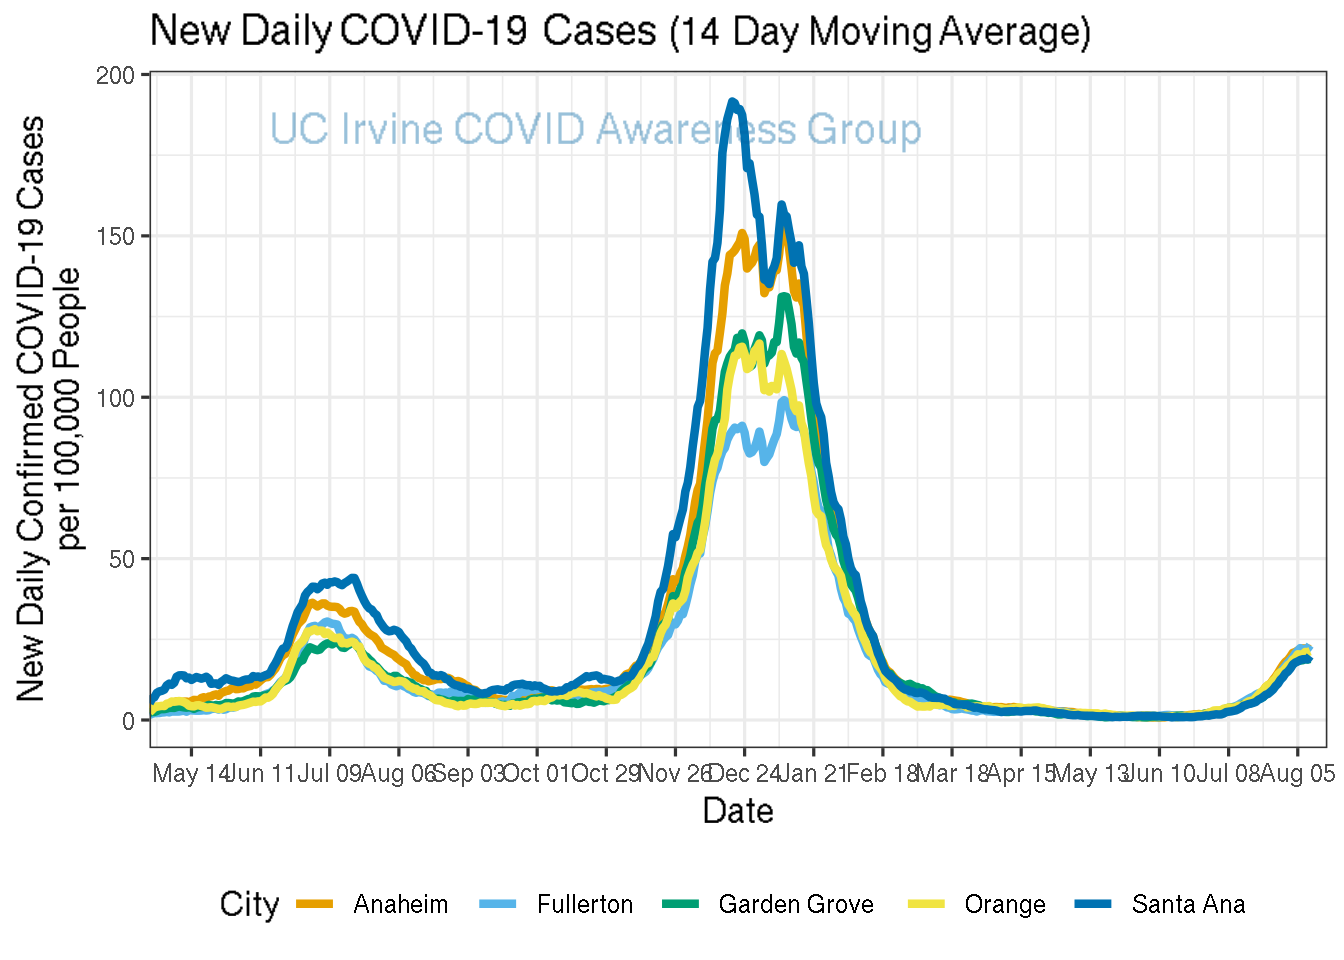 New Daily COVID-19 Cases (14 Day Moving Average)
UC Irvine COVID Awareness Group
New Daily Confirmed COVID-19 Cases
per 100,000 People
200
150
100
50
0
May 14 Jun 11 Jul 09 Aug 06 Sep 03 Oct 01 Oct 29 Nov 26 Dec 24 Jan 21 Feb 18 Mar 18 Apr 15 May 13 Jun 10 Jul 08 Aug 05
Date
City Anaheim Fullerton Garden Grove Orange Santa Ana